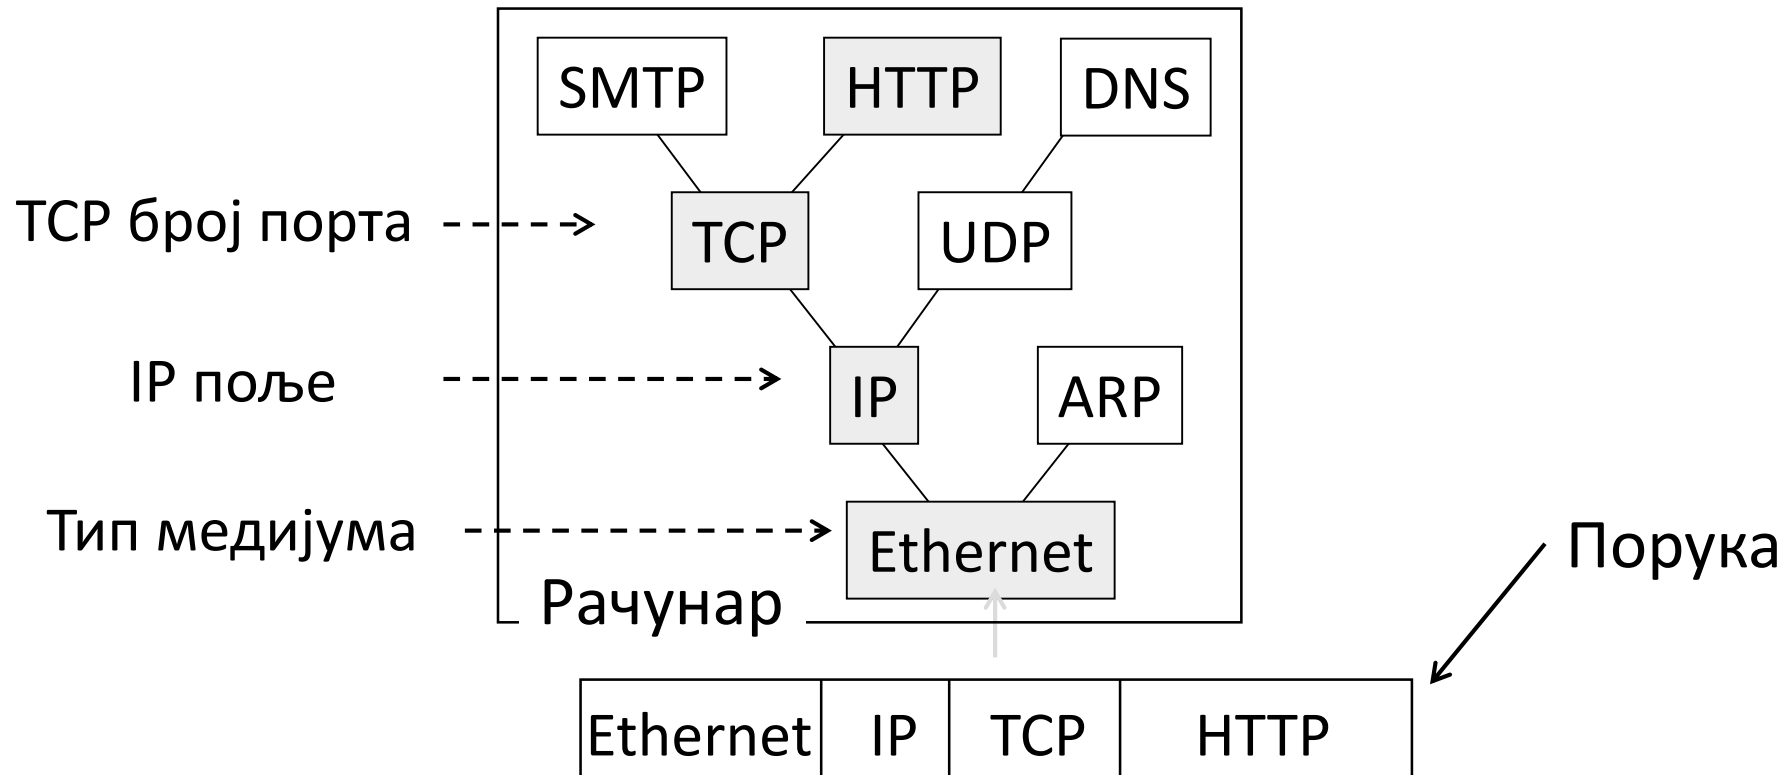 SMTP HTTP DNS
TCP број порта TCP UDP
IP поље IP ARP
Тип медијума Ethernet
Рачунар
Порука
Ethernet IP TCP HTTP